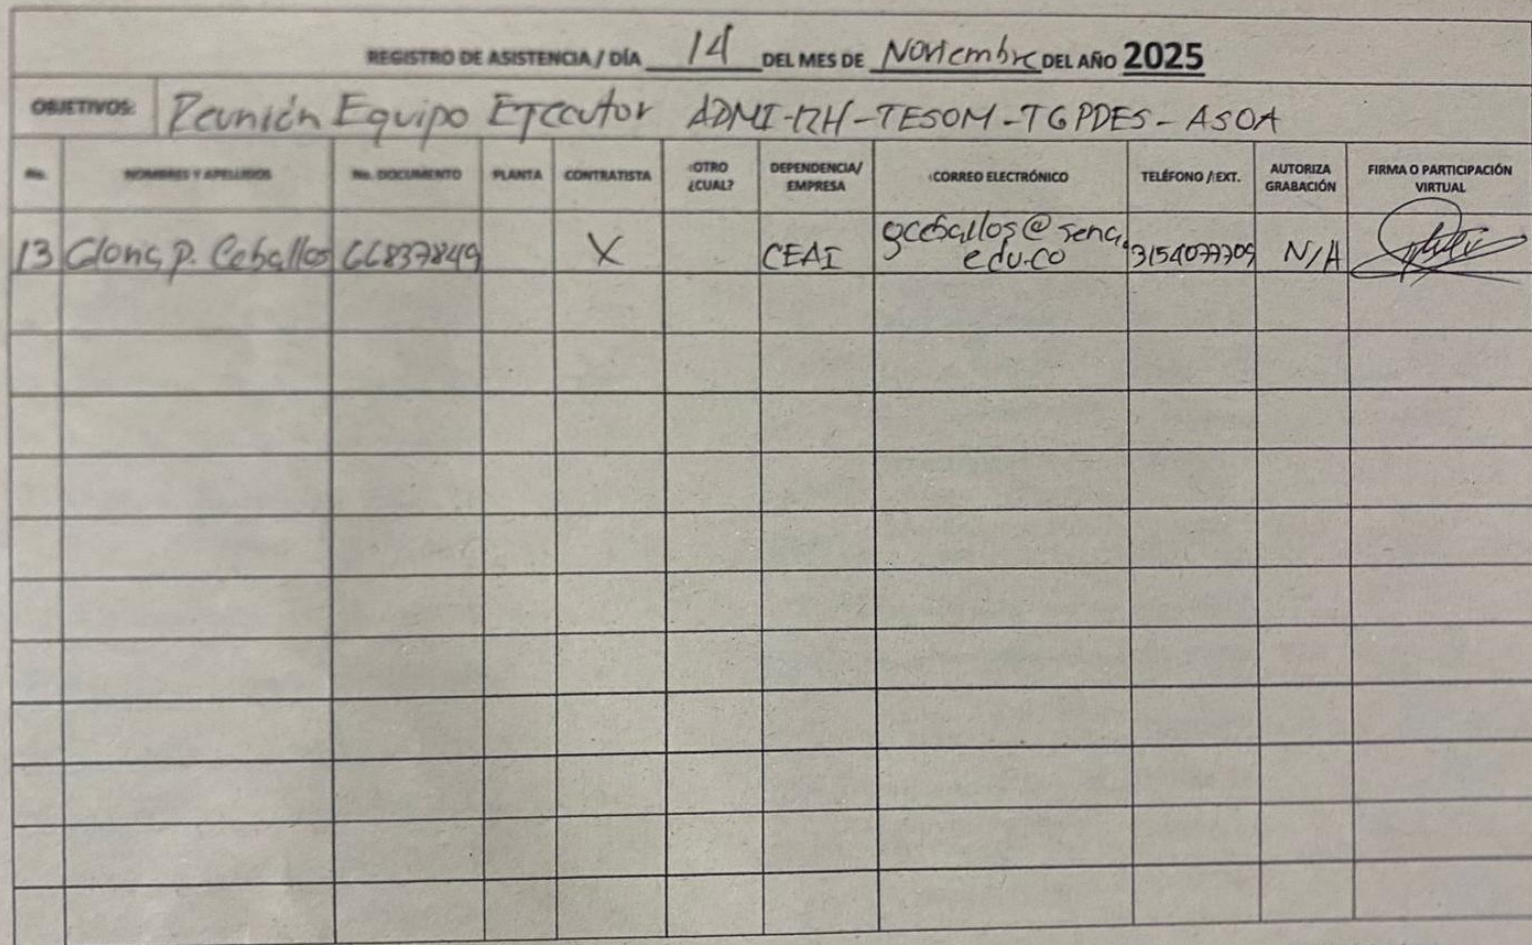 REGISTRO DE ASISTENCIA / DÍA 14 DEL MES DE Noviembre DEL AÑO 2025
OBJETIVOS: Reunión Equipo Ejecutor ADMI-RH-TESOM-TGPDES-ASOA
No. NOMBRES Y APELLIDOS No. DOCUMENTO PLANTA CONTRATISTA OTRO ¿CUAL? DEPENDENCIA/ EMPRESA CORREO ELECTRÓNICO TELÉFONO / EXT. AUTORIZA GRABACIÓN FIRMA O PARTICIPACIÓN VIRTUAL
13 P. Ceballos 66837849 X CEAI gceballos@sena.edu.co 3154077709 N/A